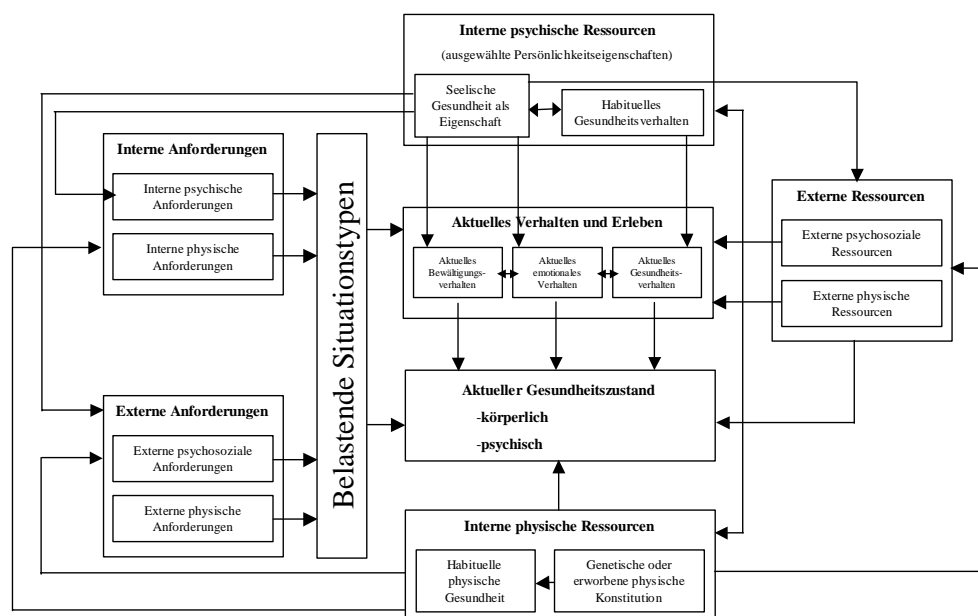 Interne psychische Ressourcen
(ausgewählte Persönlichkeitseigenschaften)
Seelische
Gesundheit als
Eigenschaft
Habituelles
Gesundheitsverhalten
Interne Anforderungen
Interne psychische
Anforderungen
Interne physische
Anforderungen
Belastende Situationstypen
Aktuelles Verhalten und Erleben
Aktuelles
Bewältigungs-
verhalten
Aktuelles
emotionales
Verhalten
Aktuelles
Gesundheits-
verhalten
Externe Ressourcen
Externe psychosoziale
Ressourcen
Externe physische
Ressourcen
Aktueller Gesundheitszustand
-körperlich
-psychisch
Externe Anforderungen
Externe psychosoziale
Anforderungen
Externe physische
Anforderungen
Interne physische Ressourcen
Habituelle
physische
Gesundheit
Genetische oder
erworbene physische
Konstitution